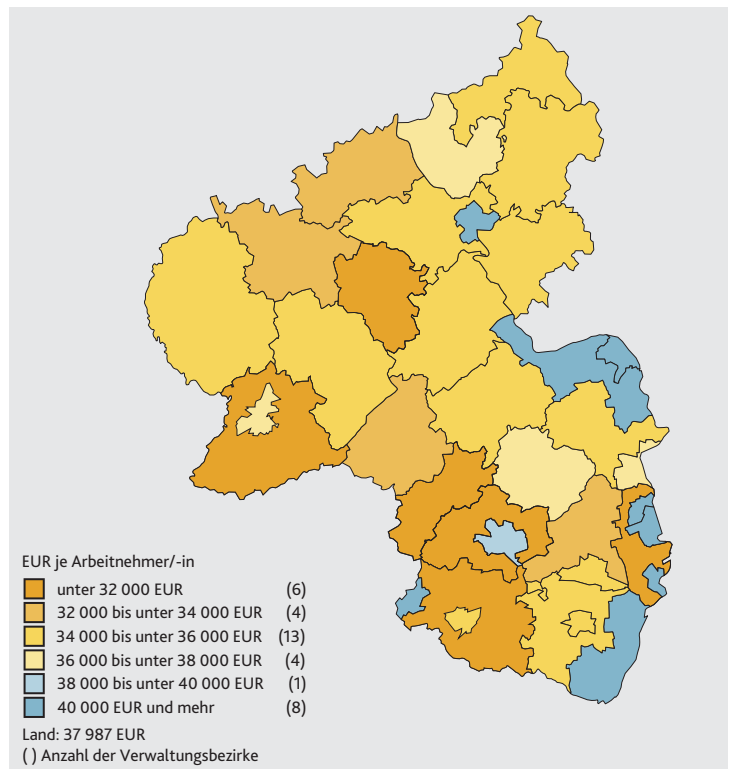 EUR je Arbeitnehmer/-in
unter 32 000 EUR (6)
32 000 bis unter 34 000 EUR (4)
34 000 bis unter 36 000 EUR (13)
36 000 bis unter 38 000 EUR (4)
38 000 bis unter 40 000 EUR (1)
40 000 EUR und mehr (8)
Land: 37 987 EUR
( ) Anzahl der Verwaltungsbezirke